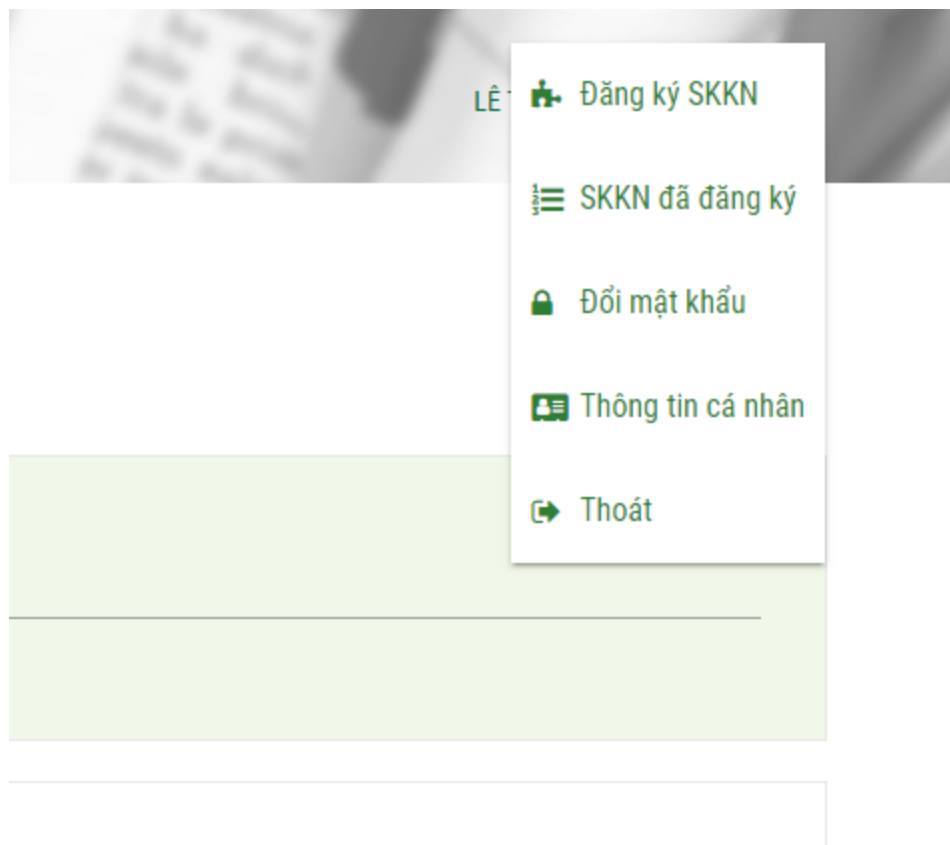 LÊ
Đăng ký SKKN
SKKN đã đăng ký
Đổi mật khẩu
Thông tin cá nhân
Thoát